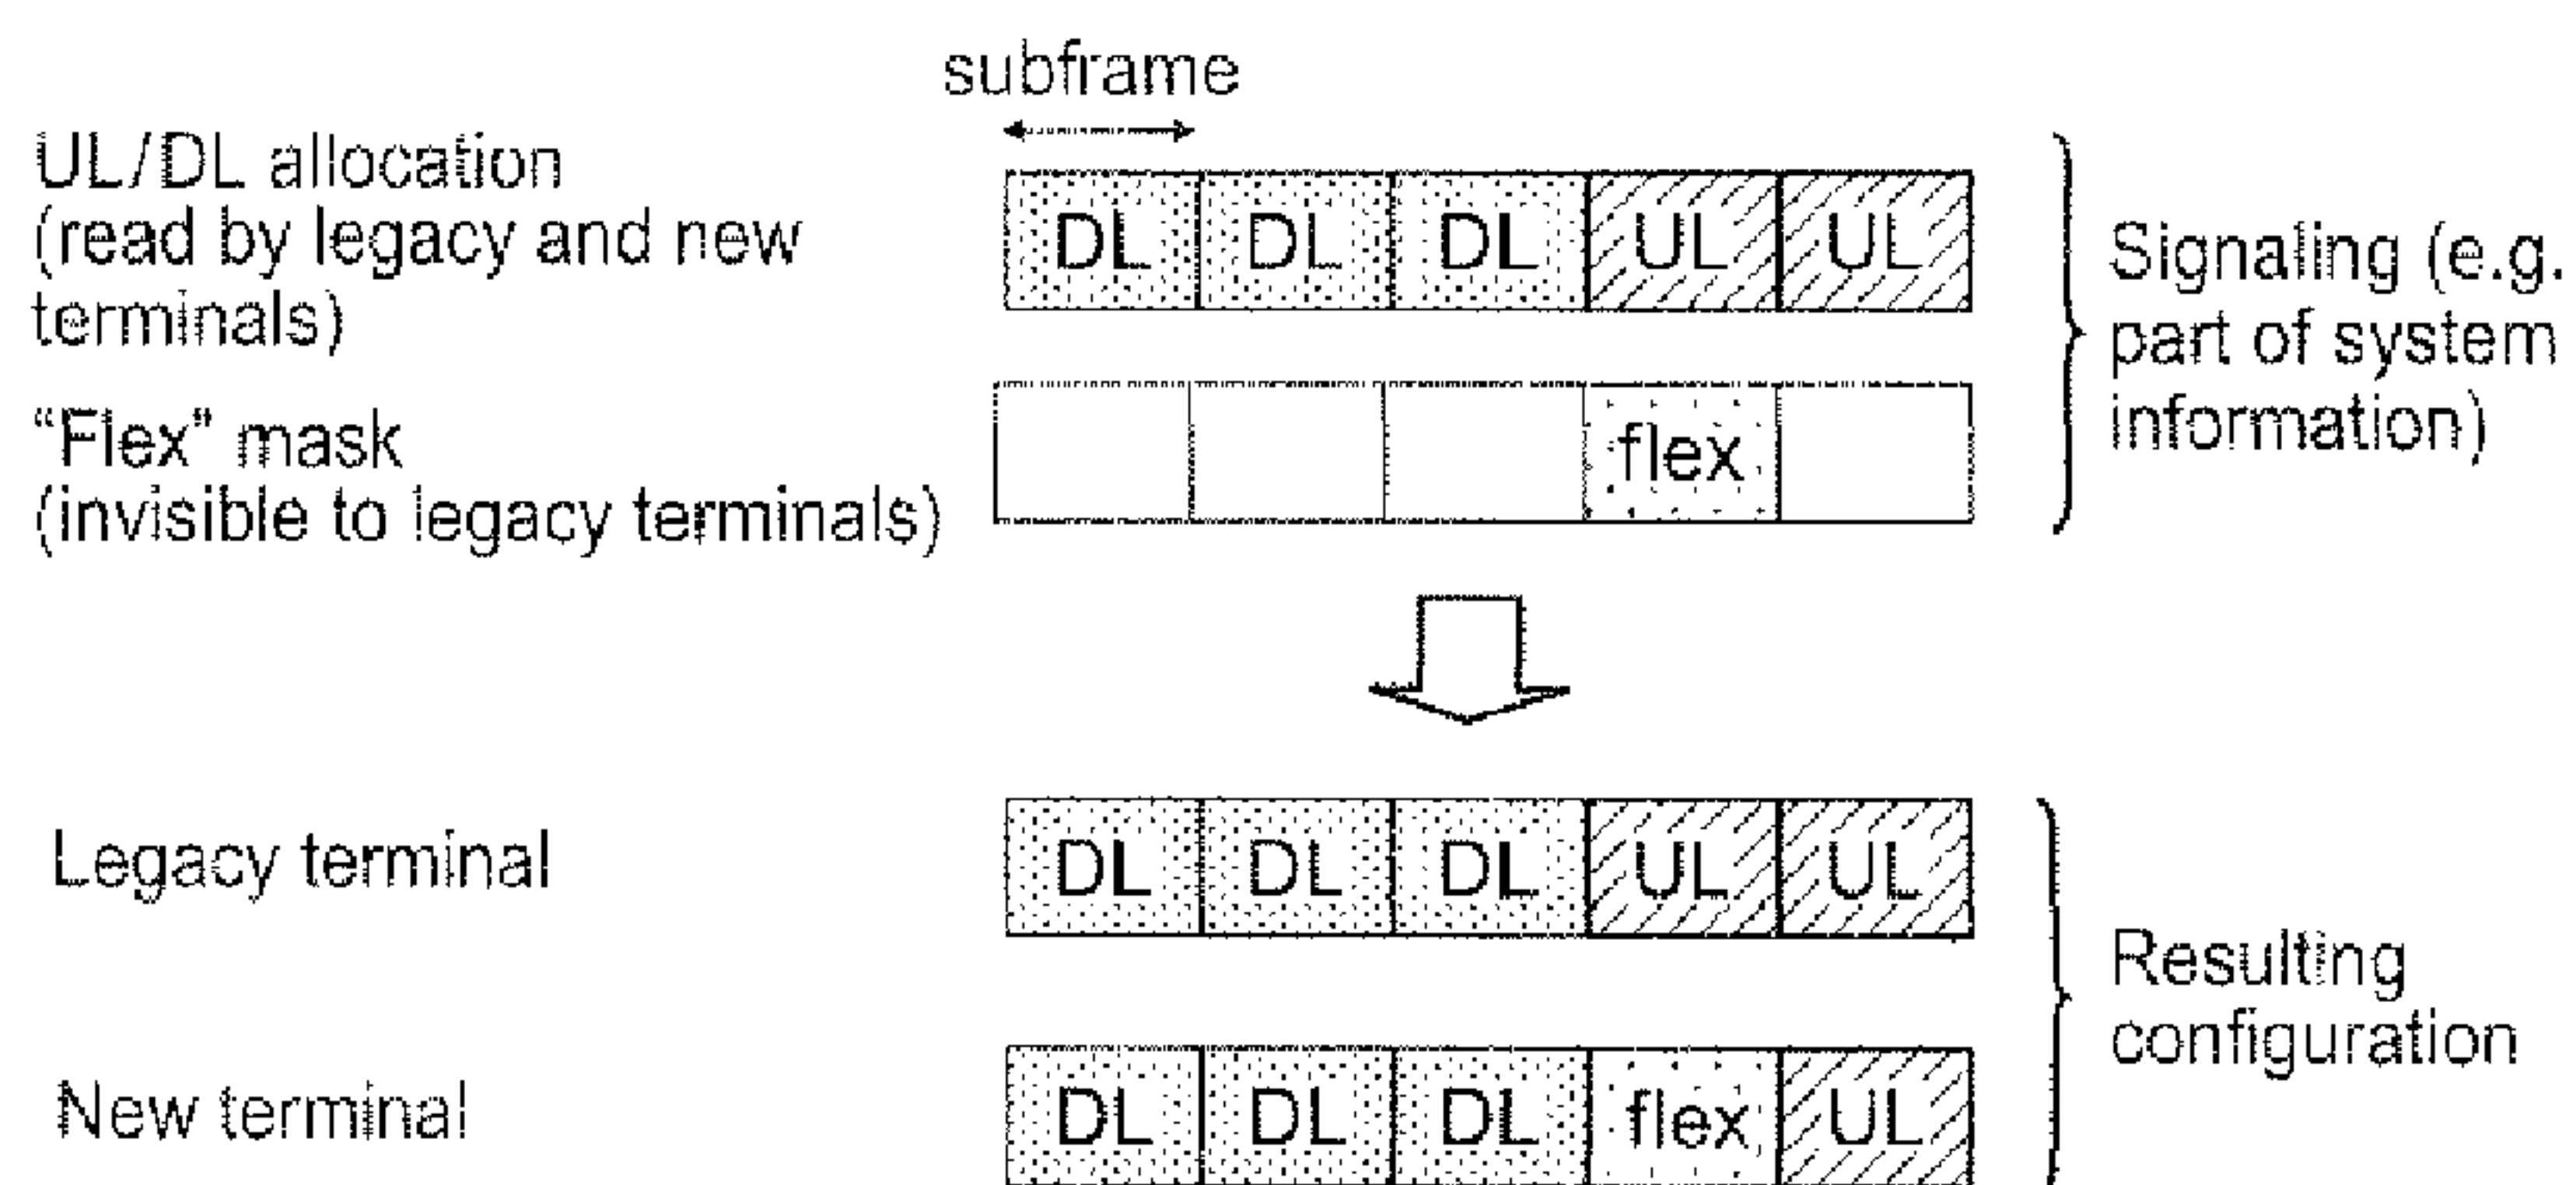 subframe
UL/DL allocation
(read by legacy and new
terminals)
DL DL DL UL UL
Signaling (e.g.
part of system
information)
“Flex” mask
(invisible to legacy terminals)
flex
Legacy terminal
DL DL DL UL UL
Resulting
configuration
New terminal
DL DL DL flex UL